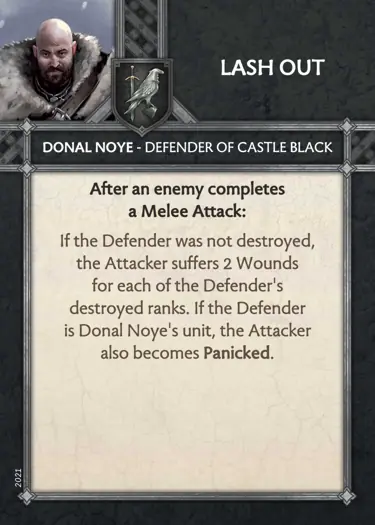 LASH OUT
DONAL NOYE - DEFENDER OF CASTLE BLACK
After an enemy completes
a Melee Attack:
If the Defender was not destroyed,
the Attacker suffers 2 Wounds
for each of the Defender's
destroyed ranks. If the Defender
is Donal Noye's unit, the Attacker
also becomes Panicked.
2021